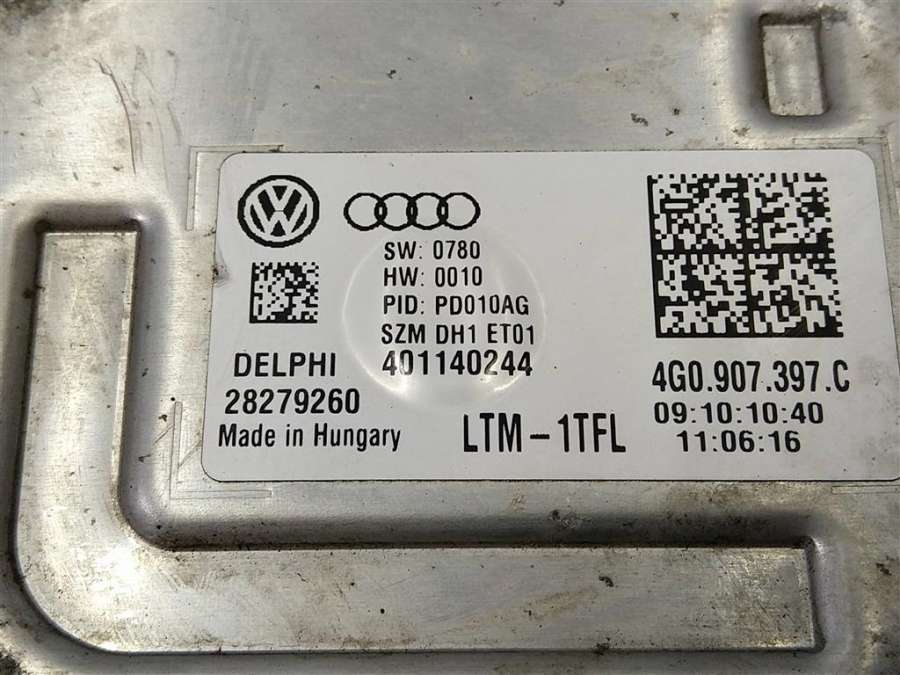 SW: 0780
HW: 0010
PID: PD010AG
SZM DH1 ET01
DELPHI 401140244
28279260
Made in Hungary
LTM-1TFL
4G0.907.397.C
09:10:10:40
11:06:16